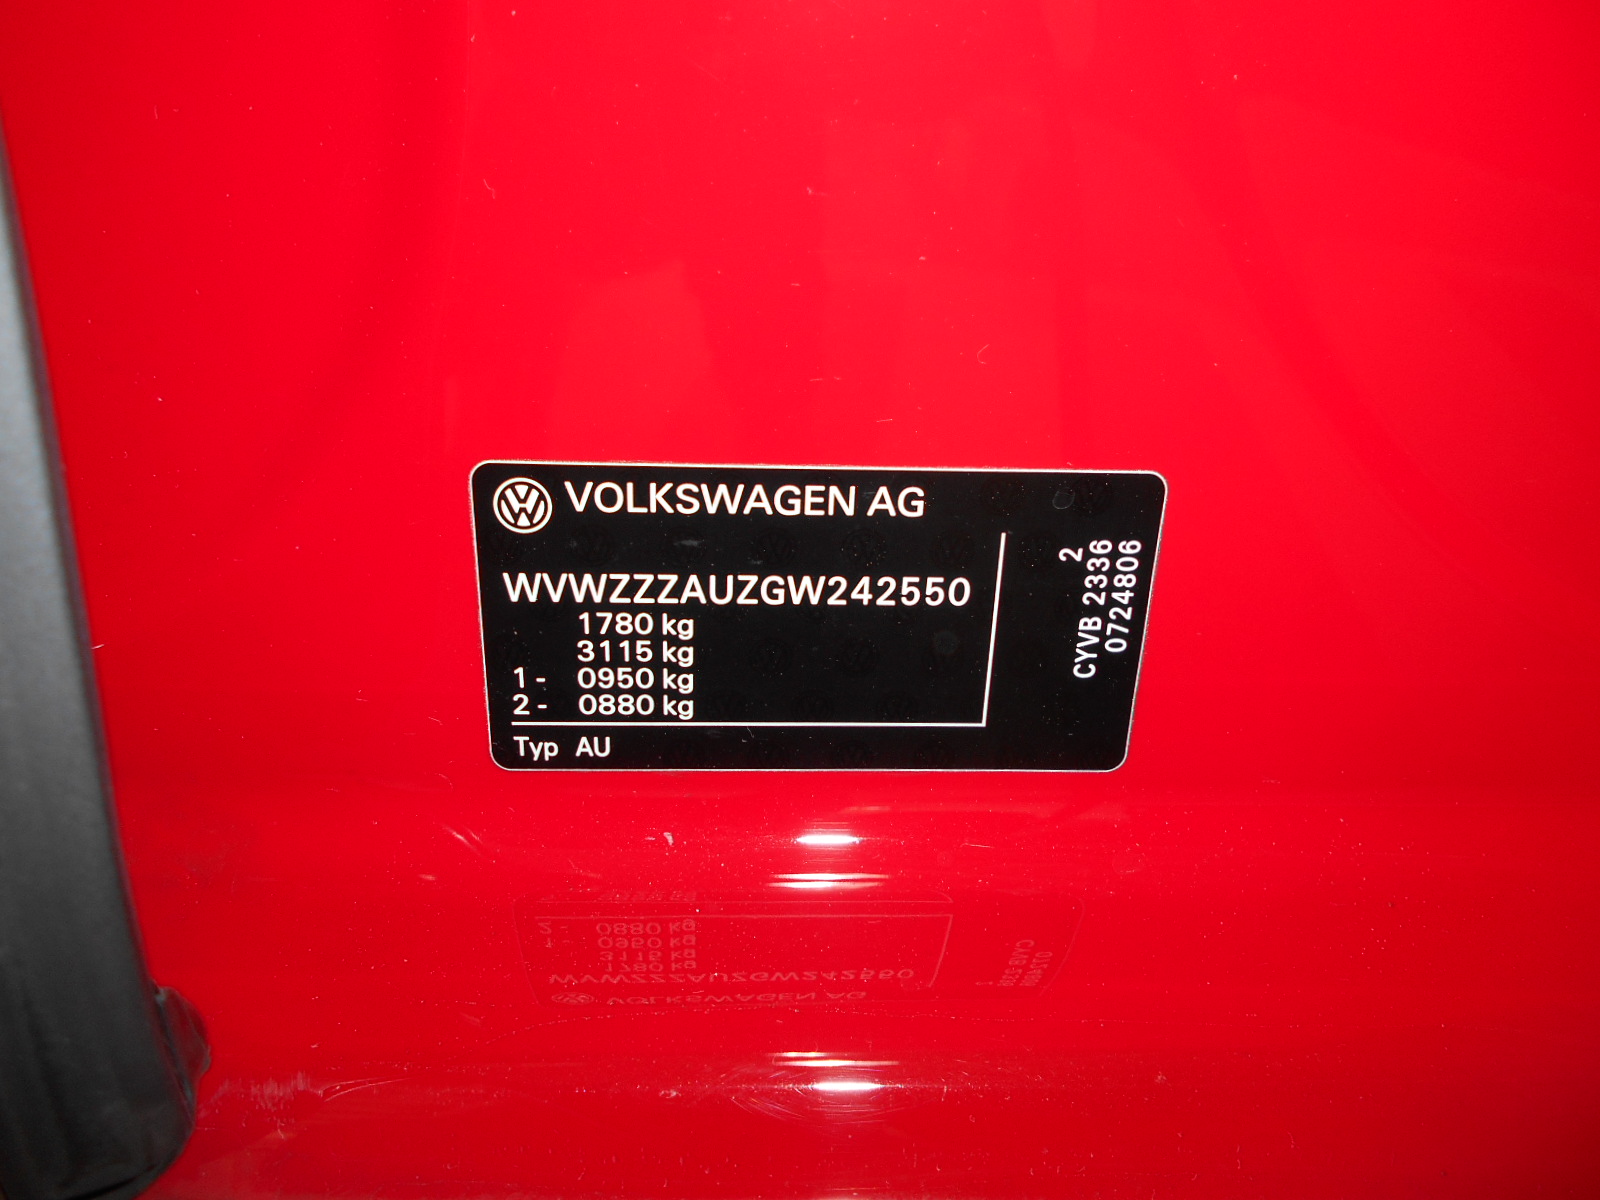 VOLKSWAGEN AG
WVWZZZAUZGW242550
1780 kg
3115 kg
1 - 0950 kg
2 - 0880 kg
Typ AU
2
CYVB 2336
0724806